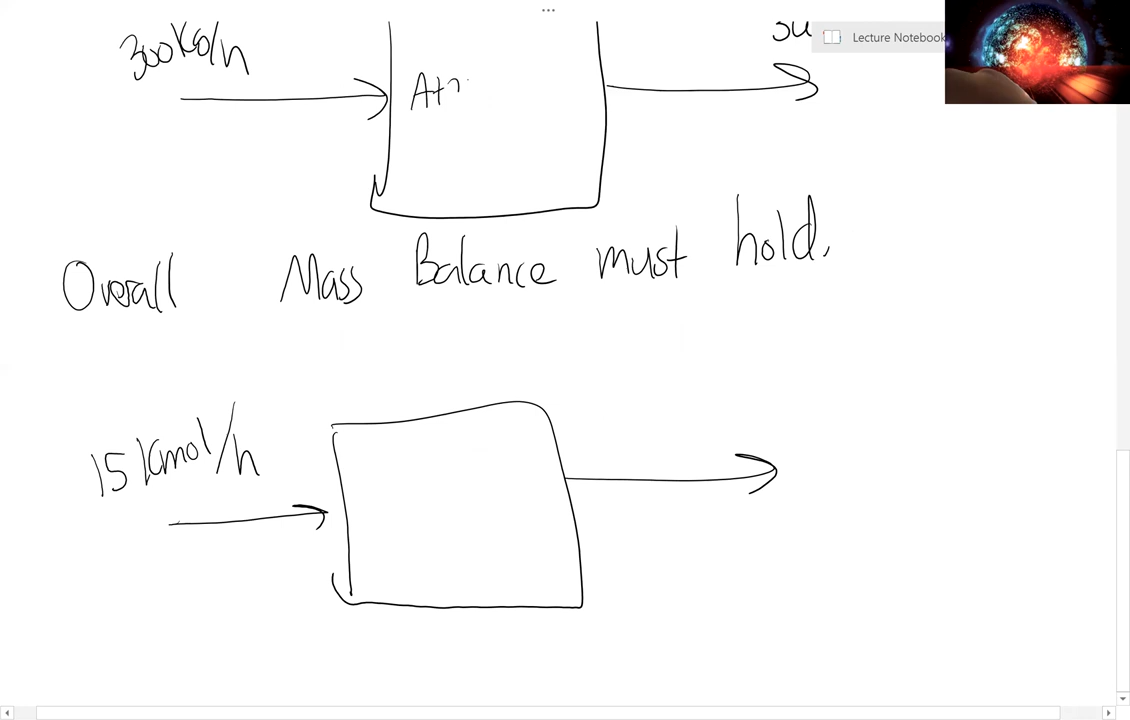 300KG/h
Lecture Notebook
Overall Mass Balance must hold.
15 Kmol/h